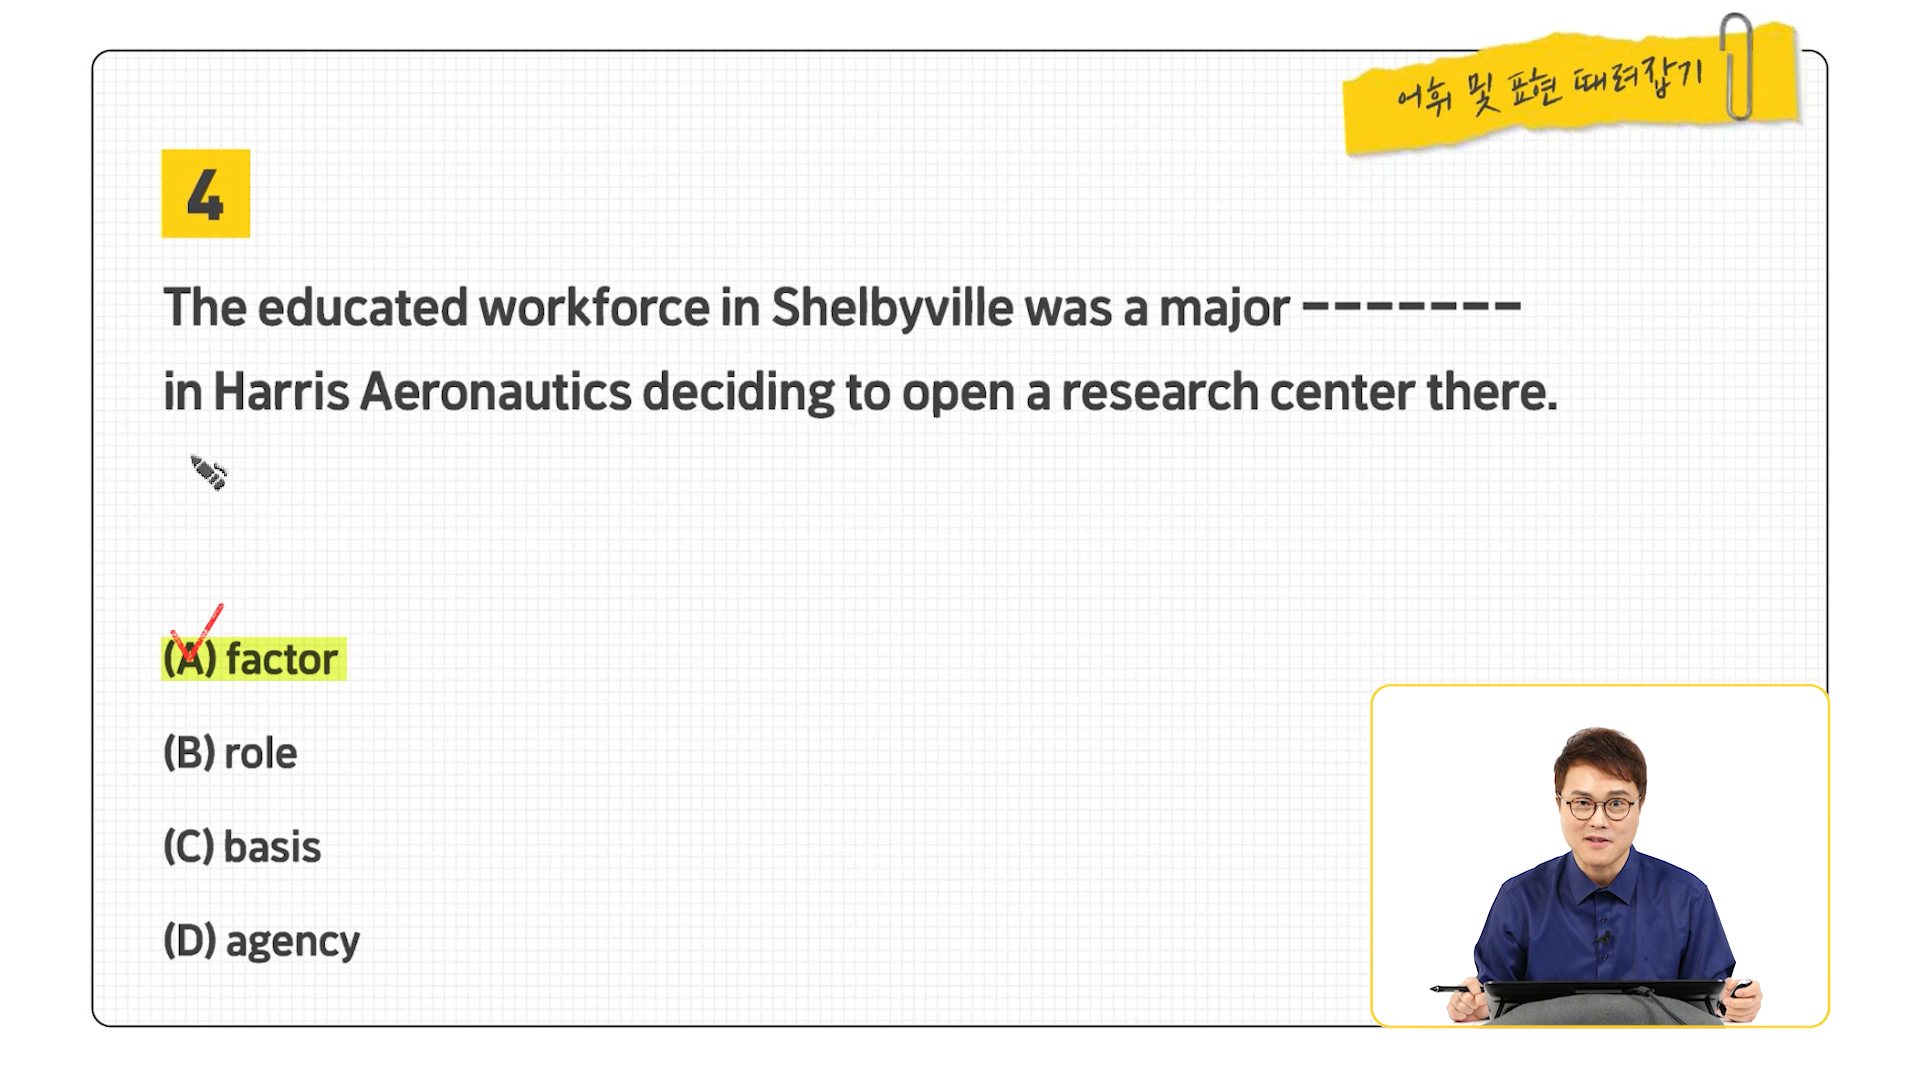 어휘 및 표현 때려잡기
4
The educated workforce in Shelbyville was a major -------
in Harris Aeronautics deciding to open a research center there.
(A) factor
(B) role
(C) basis
(D) agency